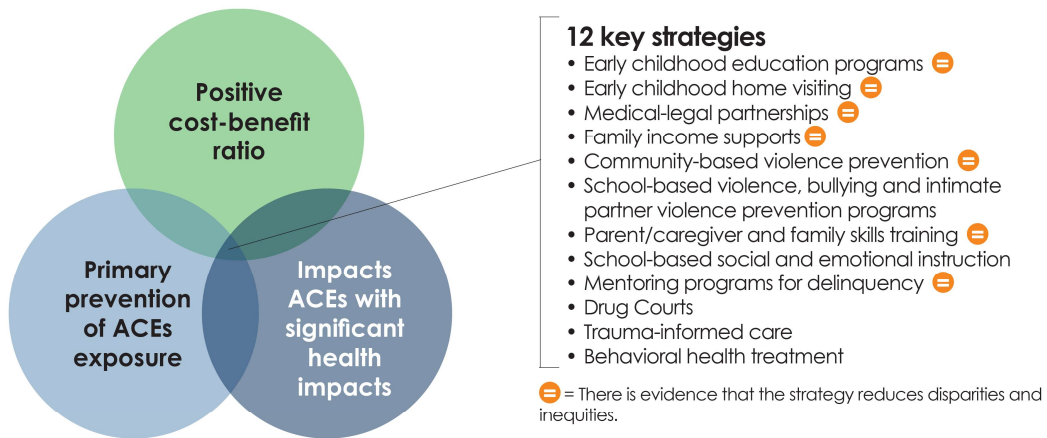 Positive
cost-benefit
ratio
Primary
prevention
of ACEs
exposure
Impacts
ACEs with
significant
health
impacts
12 key strategies
• Early childhood education programs =
• Early childhood home visiting =
• Medical-legal partnerships =
• Family income supports =
• Community-based violence prevention =
• School-based violence, bullying and intimate
partner violence prevention programs
• Parent/caregiver and family skills training =
• School-based social and emotional instruction
• Mentoring programs for delinquency =
• Drug Courts
• Trauma-informed care
• Behavioral health treatment
= = There is evidence that the strategy reduces disparities and
inequities.